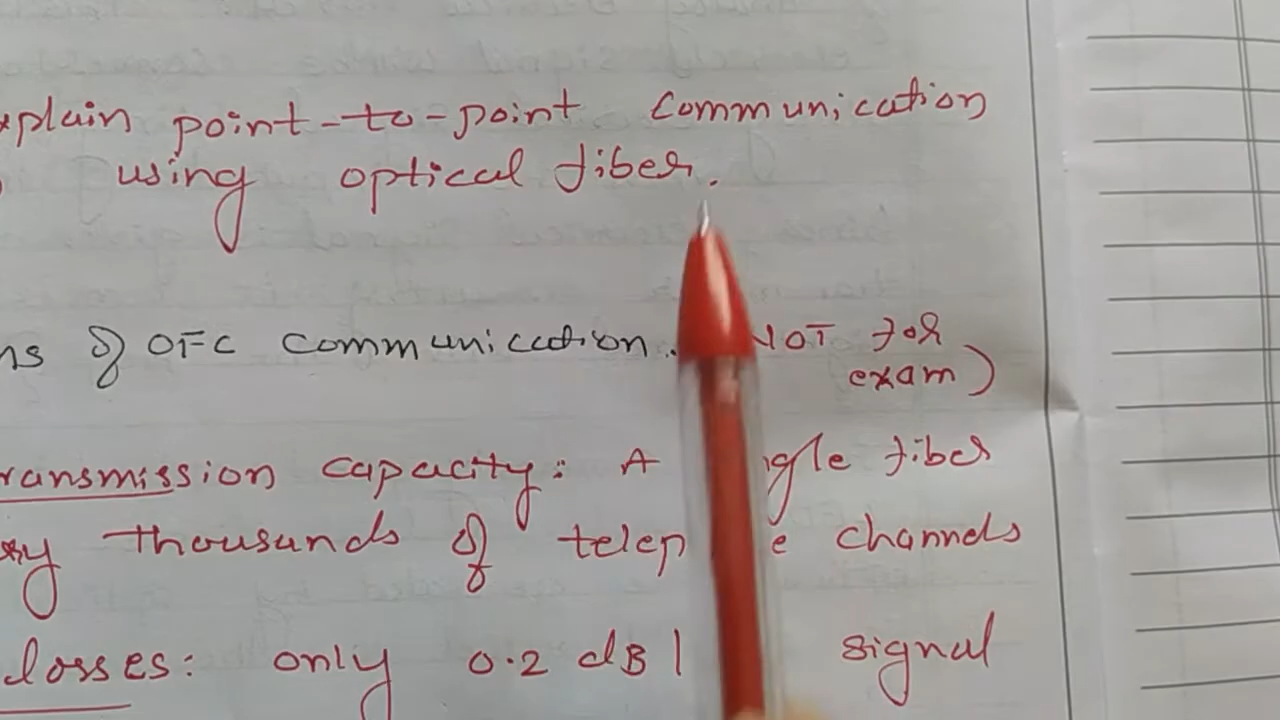 xplain point-to-point communication
using optical fiber.
ns of OFC communication. NOT for
exam)
ransmission capacity: A ngle fiber
thousands of telep e channels
losses: only 0.2 dB | signal